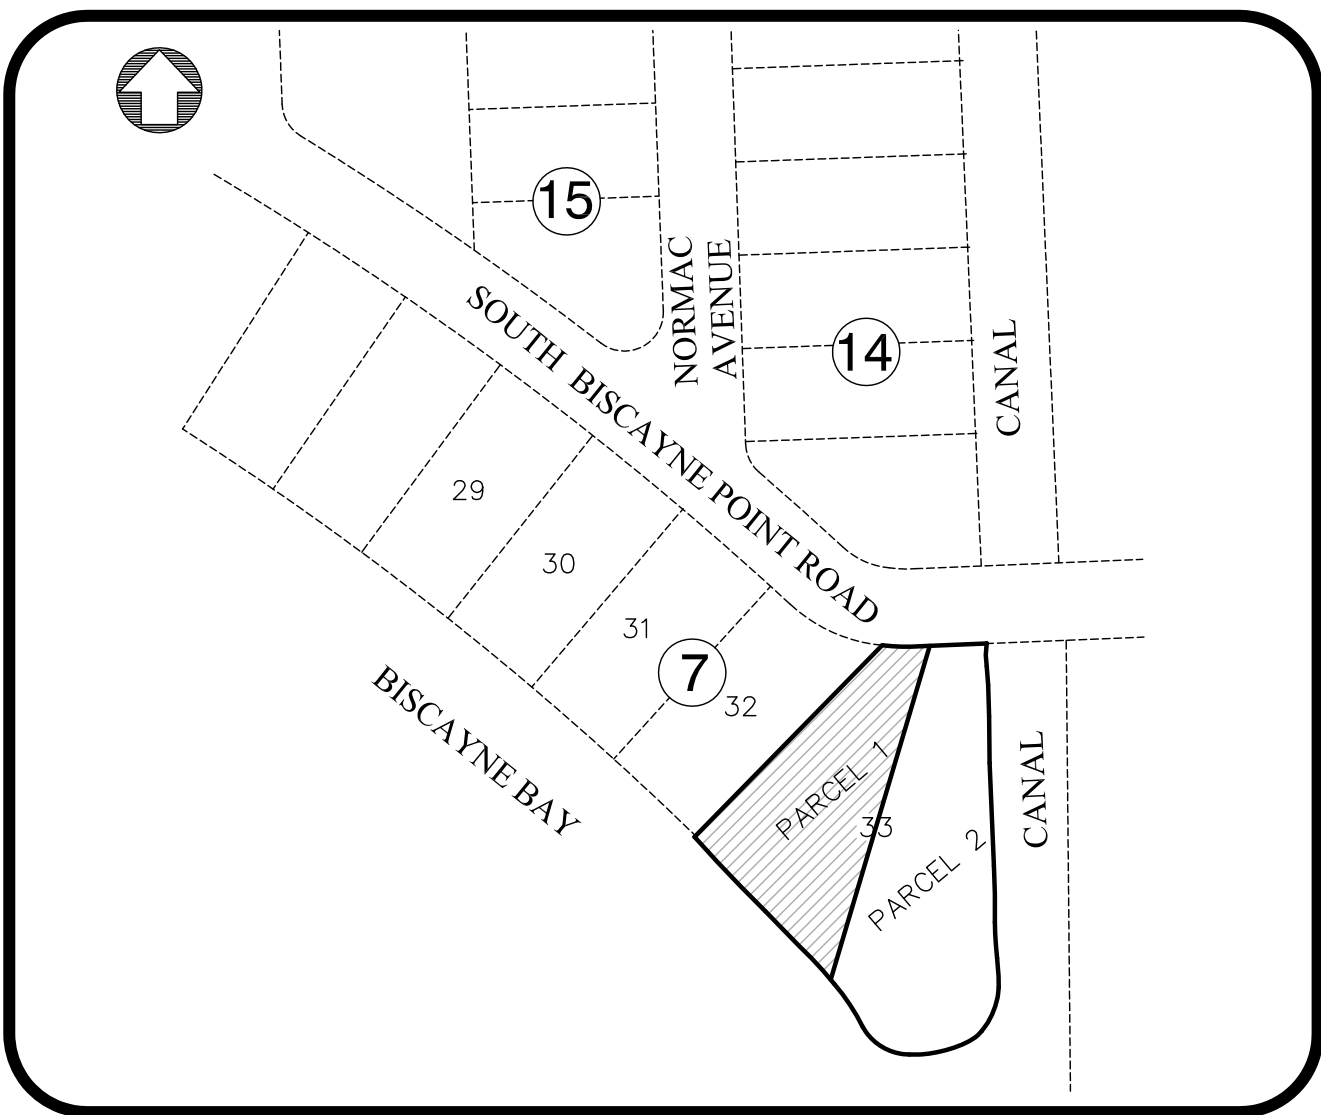 15
NORMAC
AVENUE
SOUTH BISCAYNE POINT ROAD
14
CANAL
29
30
31
7
32
BISCAYNE BAY
PARCEL 1
33
PARCEL 2
CANAL